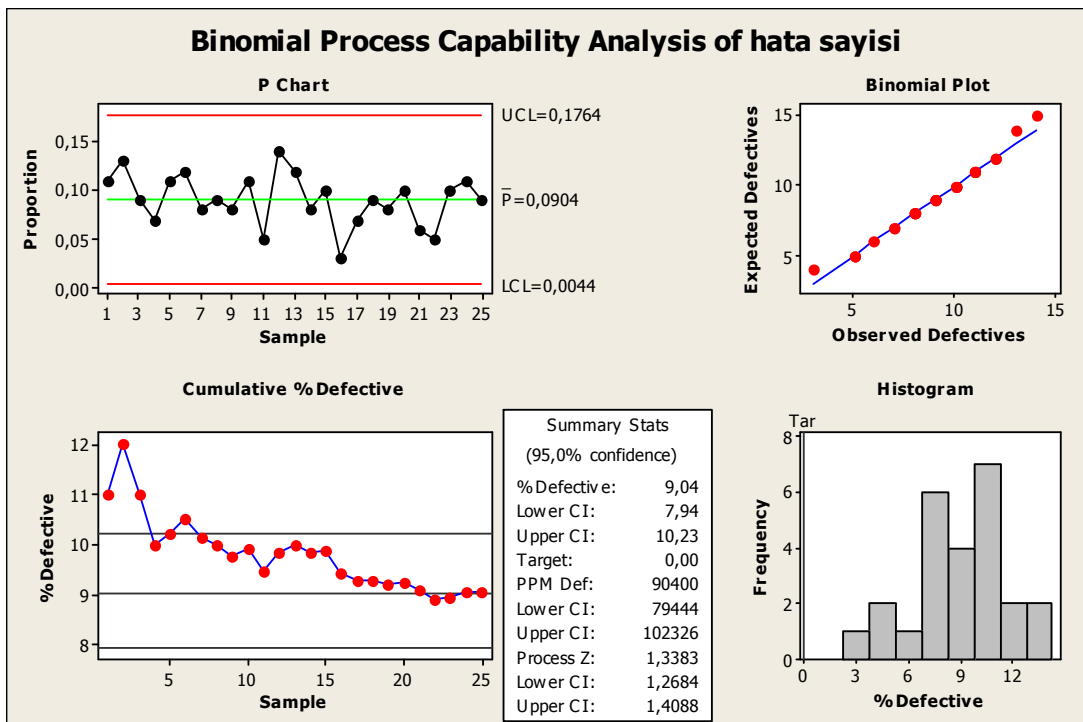 Binomial Process Capability Analysis of hata sayisi
P Chart
Proportion
0,15
0,10
0,05
0,00
UCL=0,1764
P̅=0,0904
LCL=0,0044
1 3 5 7 9 11 13 15 17 19 21 23 25
Sample
Binomial Plot
Expected Defectives
15
10
5
5 10 15
Observed Defectives
Cumulative %Defective
%Defective
12
11
10
9
8
5 10 15 20 25
Sample
Summary Stats
(95,0% confidence)
%Defective: 9,04
Lower CI: 7,94
Upper CI: 10,23
Target: 0,00
PPM Def: 90400
Lower CI: 79444
Upper CI: 102326
Process Z: 1,3383
Lower CI: 1,2684
Upper CI: 1,4088
Histogram
Tar
Frequency
8
6
4
2
0
0 3 6 9 12
%Defective